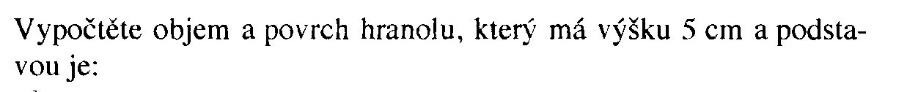 Vypočtěte objem a povrch hranolu, který má výšku 5 cm a podsta-
vou je: